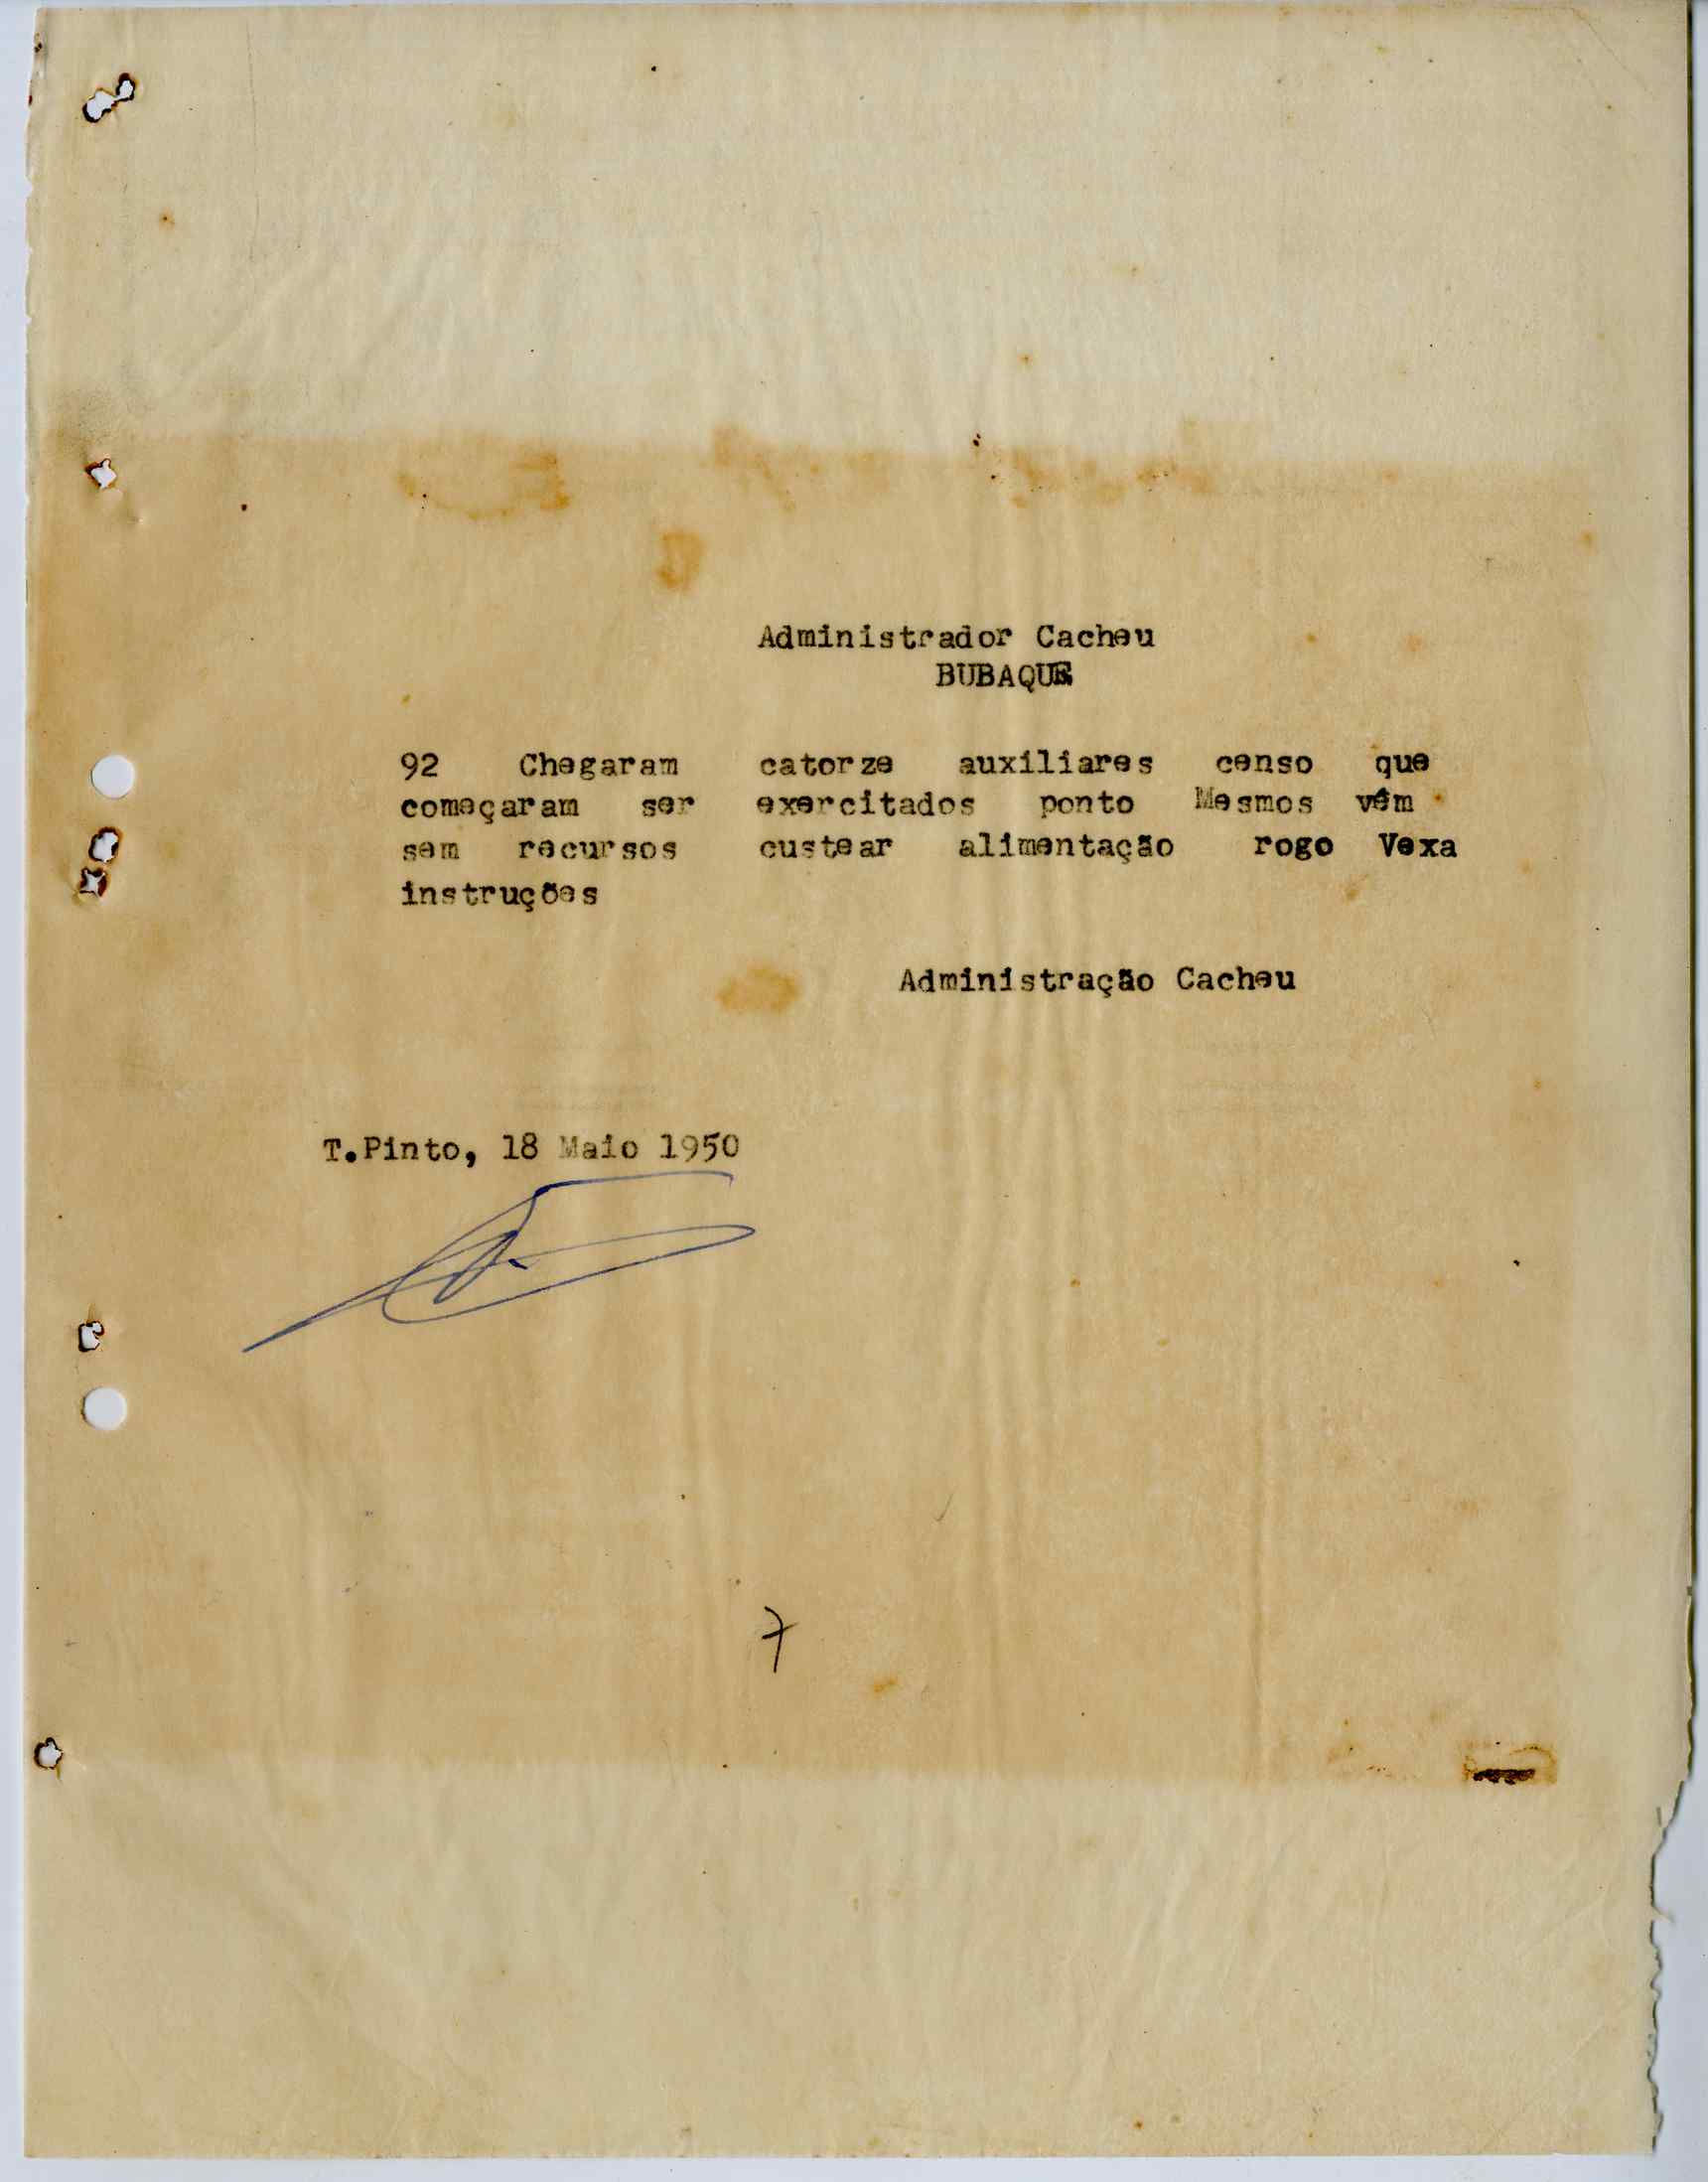 Administrador Cacheu
BUBAQUE
92 Chegaram catorze auxiliares censo que
começaram ser exercitados ponto Mesmos vêm
sem recursos custear alimentação rogo Vexa
instruções
Administração Cacheu
T.Pinto, 18 Maio 1950
7